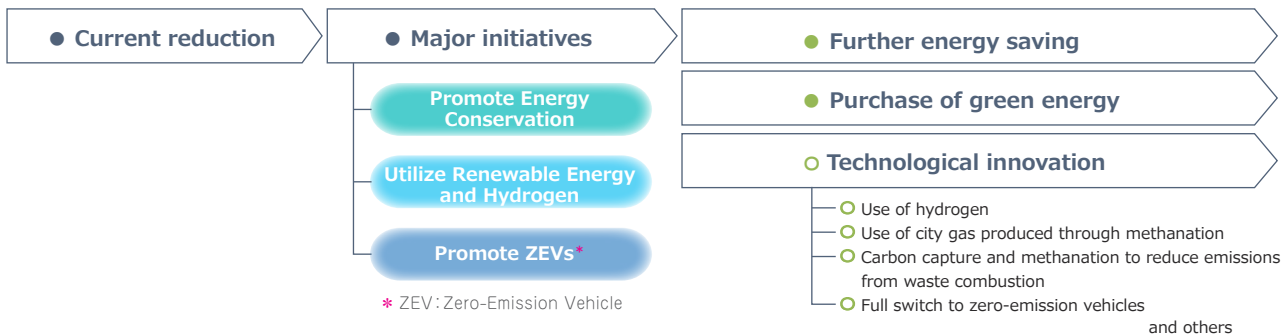 ● Current reduction
● Major initiatives
Promote Energy
Conservation
Utilize Renewable Energy
and Hydrogen
Promote ZEVs*
* ZEV：Zero-Emission Vehicle
● Further energy saving
● Purchase of green energy
○ Technological innovation
○ Use of hydrogen
○ Use of city gas produced through methanation
○ Carbon capture and methanation to reduce emissions
from waste combustion
○ Full switch to zero-emission vehicles
and others